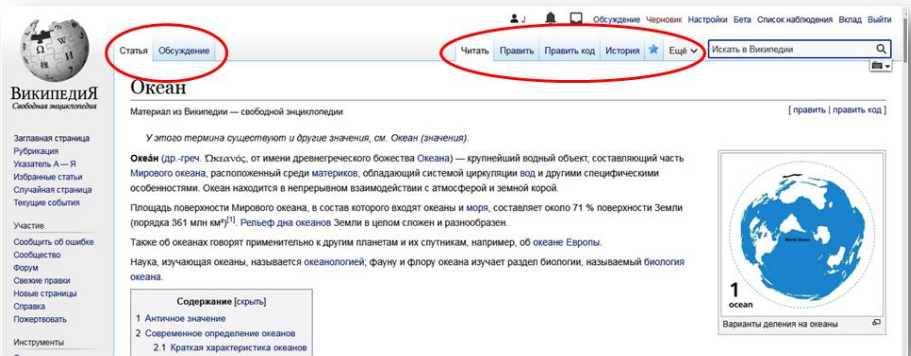 J Обсуждение Черновик Настройки Бета Список наблюдения Вклад Выйти
Статья Обсуждение Читать Править Править код История Ещё Искать в Википедии
ВИКИПЕДИЯ
Свободная энциклопедия
Океан
Материал из Википедии — свободной энциклопедии [ править | править код ]
У этого термина существуют и другие значения, см. Океан (значения).
Океа́н (др.-греч. Ὠκεανός, от имени древнегреческого божества Океана) — крупнейший водный объект, составляющий часть
Мирового океана, расположенный среди материков, обладающий системой циркуляции вод и другими специфическими
особенностями. Океан находится в непрерывном взаимодействии с атмосферой и земной корой.
Площадь поверхности Мирового океана, в состав которого входят океаны и моря, составляет около 71 % поверхности Земли
(порядка 361 млн км²)[1]. Рельеф дна океанов Земли в целом сложен и разнообразен.
Также об океанах говорят применительно к другим планетам и их спутникам, например, об океане Европы.
Наука, изучающая океаны, называется океанологией; фауну и флору океана изучает раздел биологии, называемый биология
океана.
Содержание [скрыть]
1 Античное значение
2 Современное определение океанов
2.1 Краткая характеристика океанов
Заглавная страница
Рубрикация
Указатель А — Я
Избранные статьи
Случайная страница
Текущие события
Участие
Сообщить об ошибке
Сообщество
Форум
Свежие правки
Новые страницы
Справка
Пожертвовать
Инструменты
World Ocean
1
ocean
Варианты деления на океаны